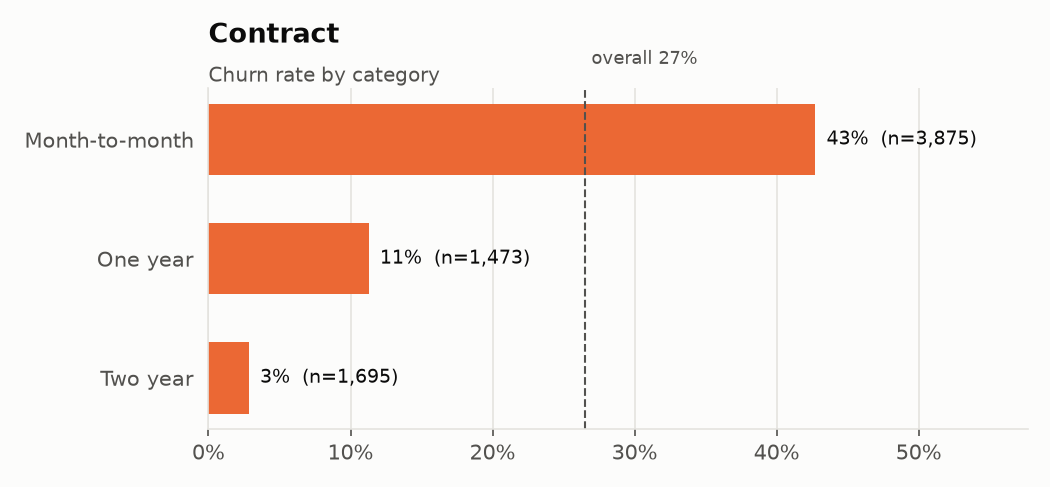 Contract
overall 27%
Churn rate by category
Month-to-month 43% (n=3,875)
One year 11% (n=1,473)
Two year 3% (n=1,695)
0% 10% 20% 30% 40% 50%